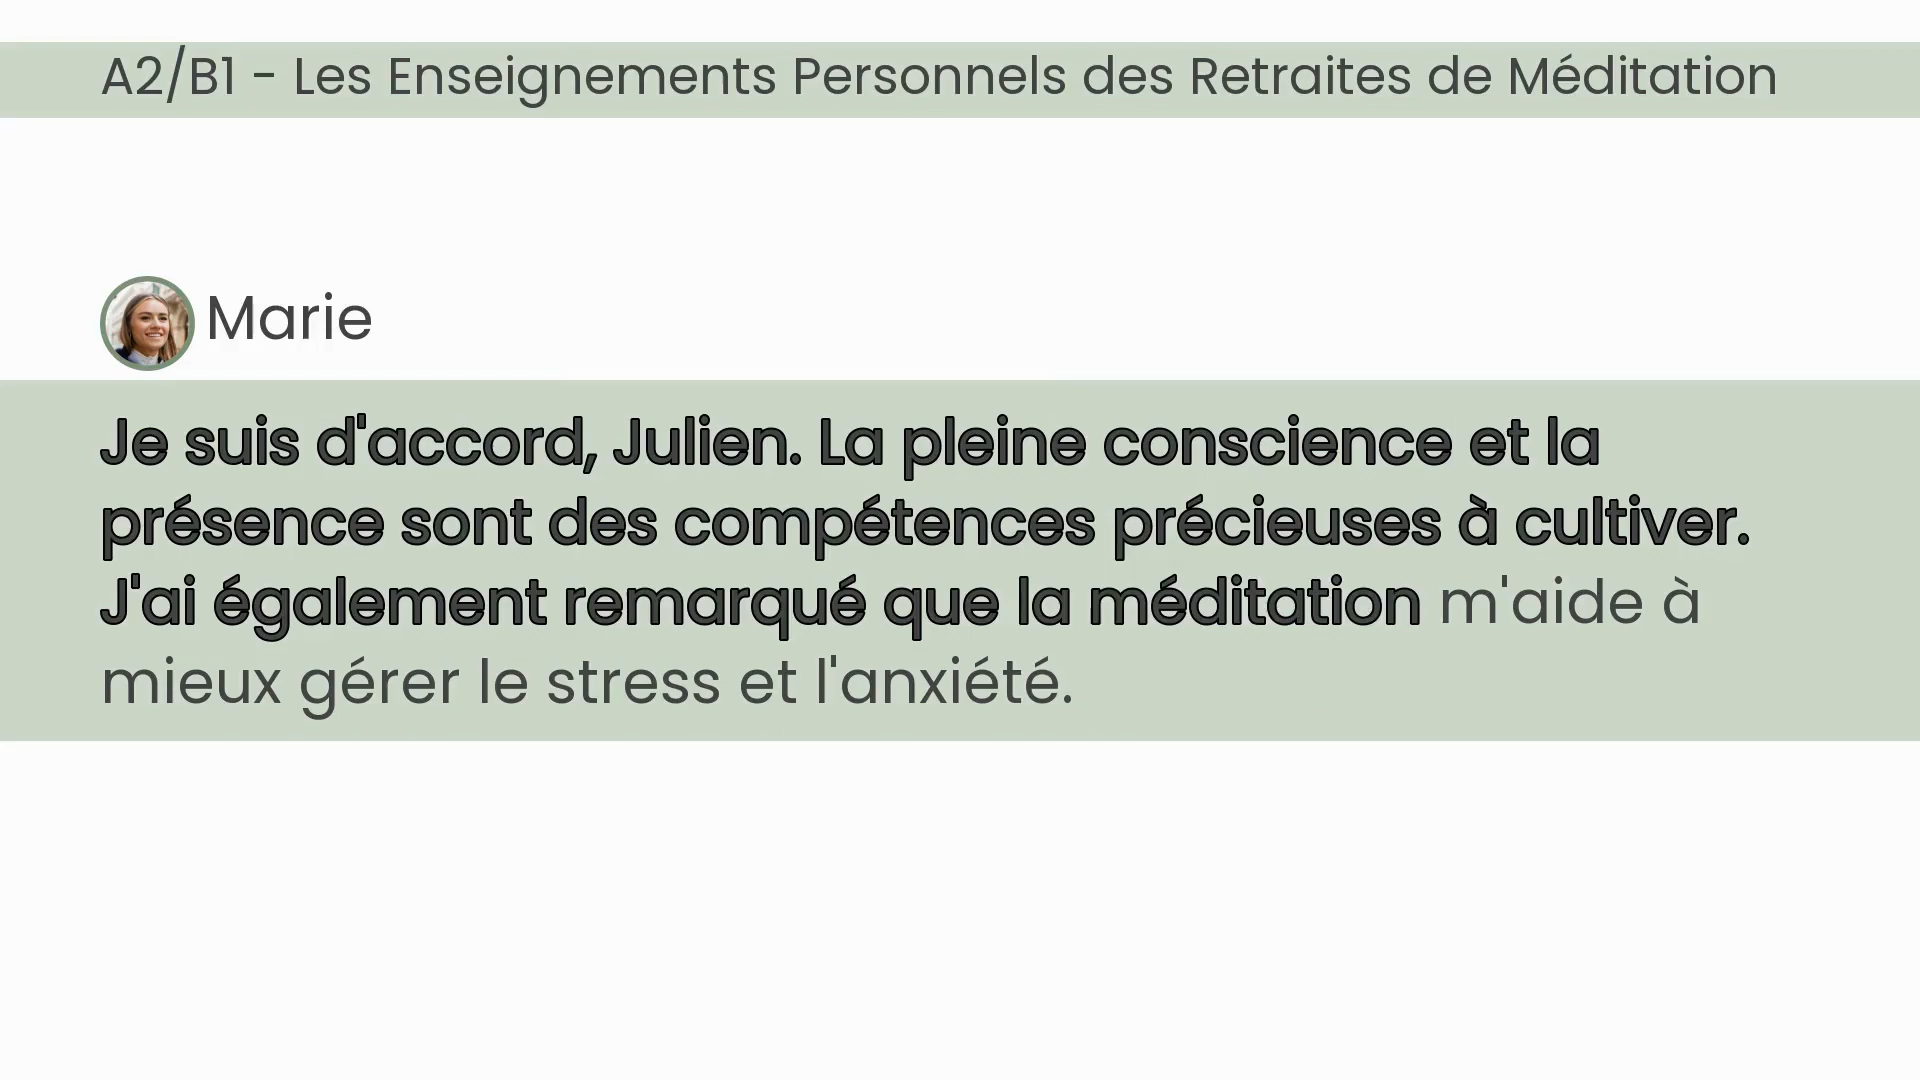 A2/B1 - Les Enseignements Personnels des Retraites de Méditation
Marie
Je suis d'accord, Julien. La pleine conscience et la
présence sont des compétences précieuses à cultiver.
J'ai également remarqué que la méditation m'aide à
mieux gérer le stress et l'anxiété.